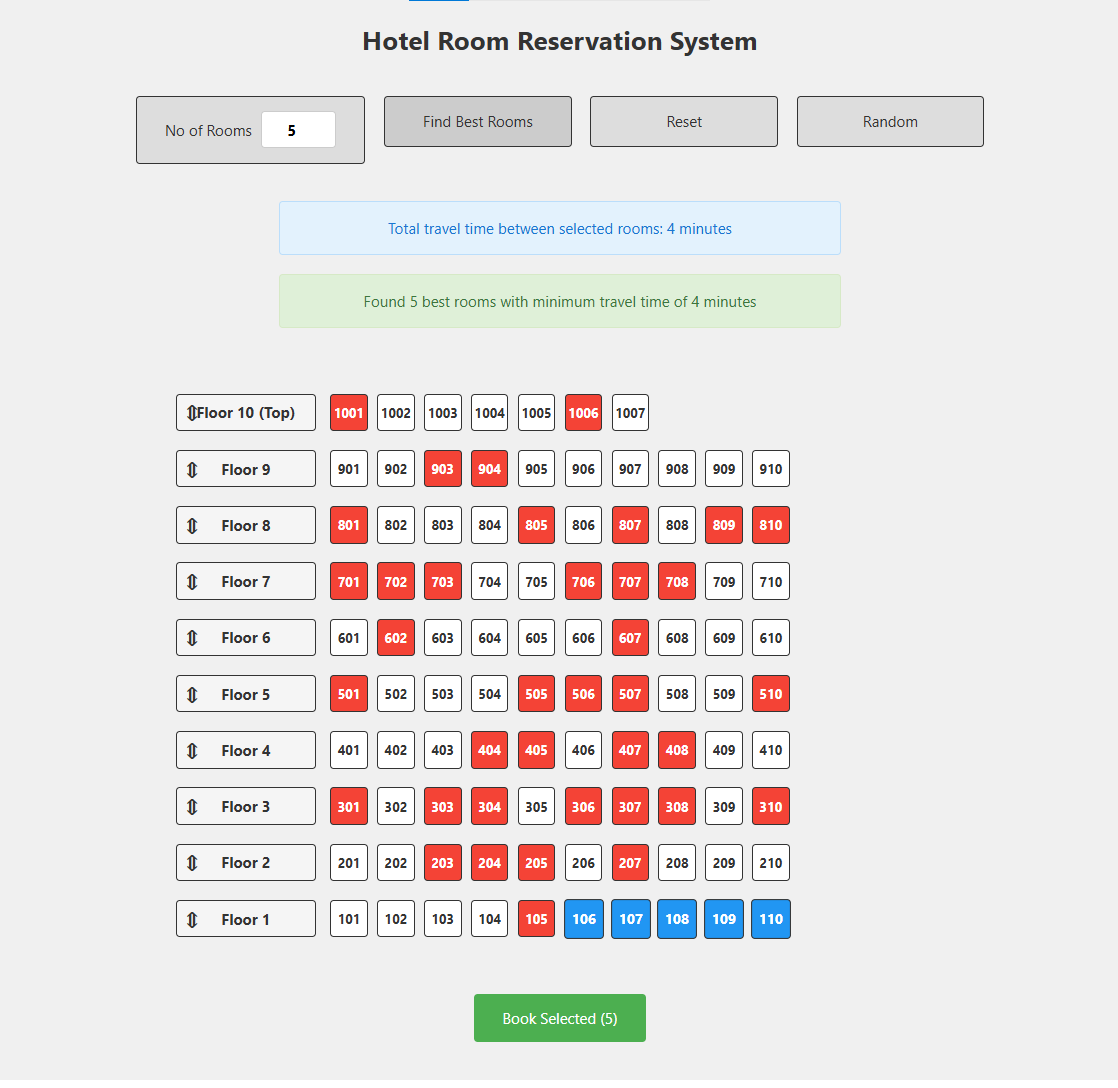 Hotel Room Reservation System
No of Rooms 5 Find Best Rooms Reset Random
Total travel time between selected rooms: 4 minutes
Found 5 best rooms with minimum travel time of 4 minutes
Floor 10 (Top) 1001 1002 1003 1004 1005 1006 1007
Floor 9 901 902 903 904 905 906 907 908 909 910
Floor 8 801 802 803 804 805 806 807 808 809 810
Floor 7 701 702 703 704 705 706 707 708 709 710
Floor 6 601 602 603 604 605 606 607 608 609 610
Floor 5 501 502 503 504 505 506 507 508 509 510
Floor 4 401 402 403 404 405 406 407 408 409 410
Floor 3 301 302 303 304 305 306 307 308 309 310
Floor 2 201 202 203 204 205 206 207 208 209 210
Floor 1 101 102 103 104 105 106 107 108 109 110
Book Selected (5)